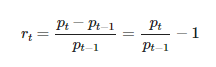 r_t = \frac{p_t - p_{t-1}}{p_{t-1}} = \frac{p_t}{p_{t-1}} - 1